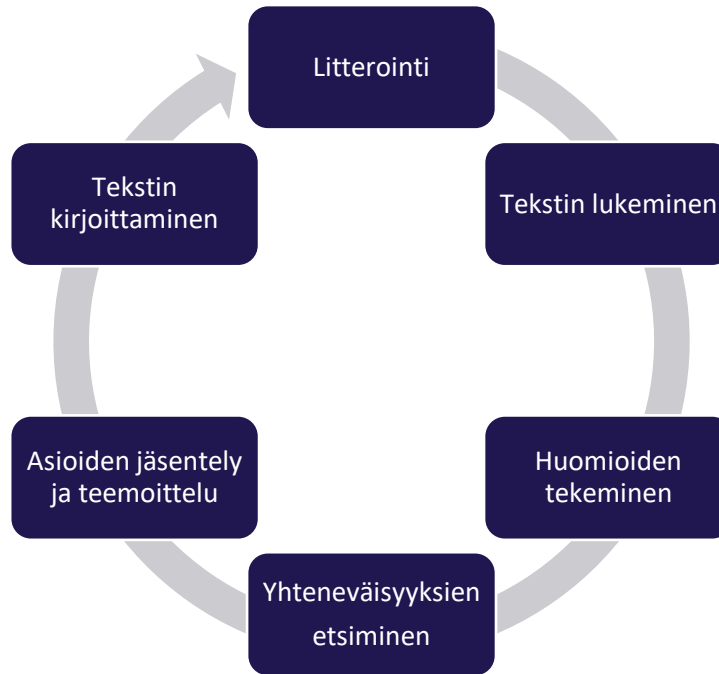 Litterointi
Tekstin lukeminen
Huomioiden
tekeminen
Yhteneväisyyksien
etsiminen
Asioiden jäsentely
ja teemoittelu
Tekstin
kirjoittaminen